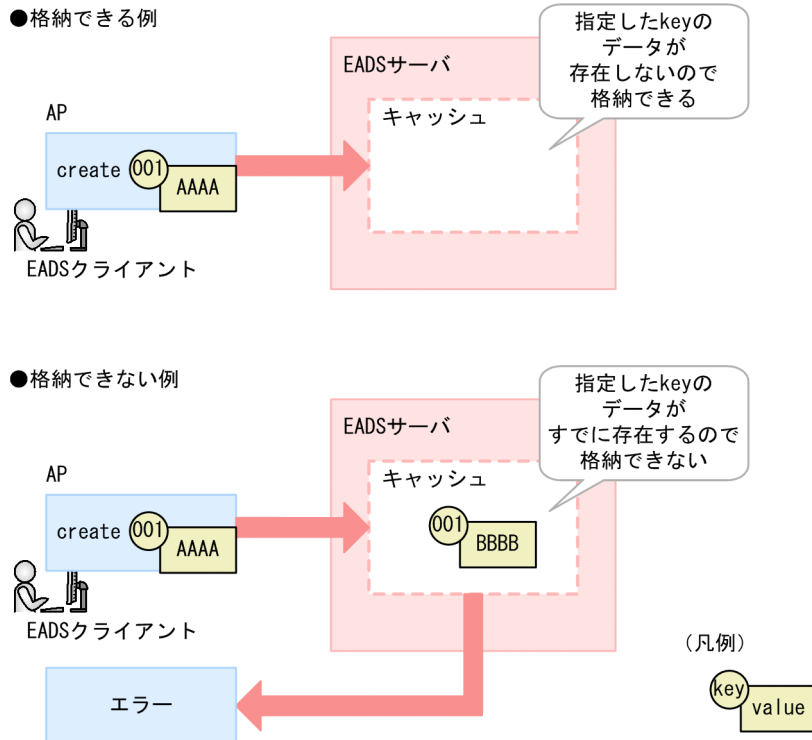 ●格納できる例
指定したkeyの
データが
存在しないので
格納できる
EADSサーバ
キャッシュ
AP
create
001
AAAA
EADSクライアント
●格納できない例
指定したkeyの
データが
すでに存在するので
格納できない
EADSサーバ
キャッシュ
AP
create
001
AAAA
001
BBBB
EADSクライアント
エラー
(凡例)
key
value